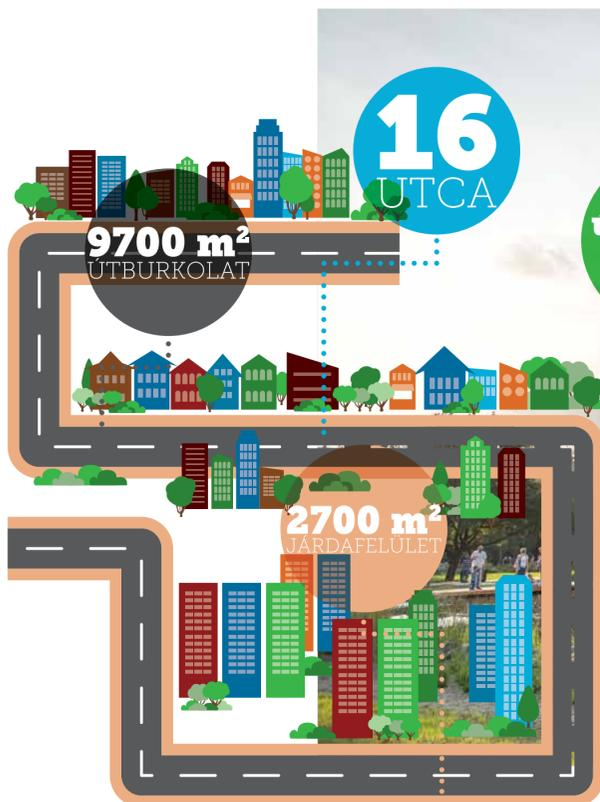 16
UTCA
9700 m²
ÚTBURKOLAT
2700 m²
JÁRDAFELÜLET